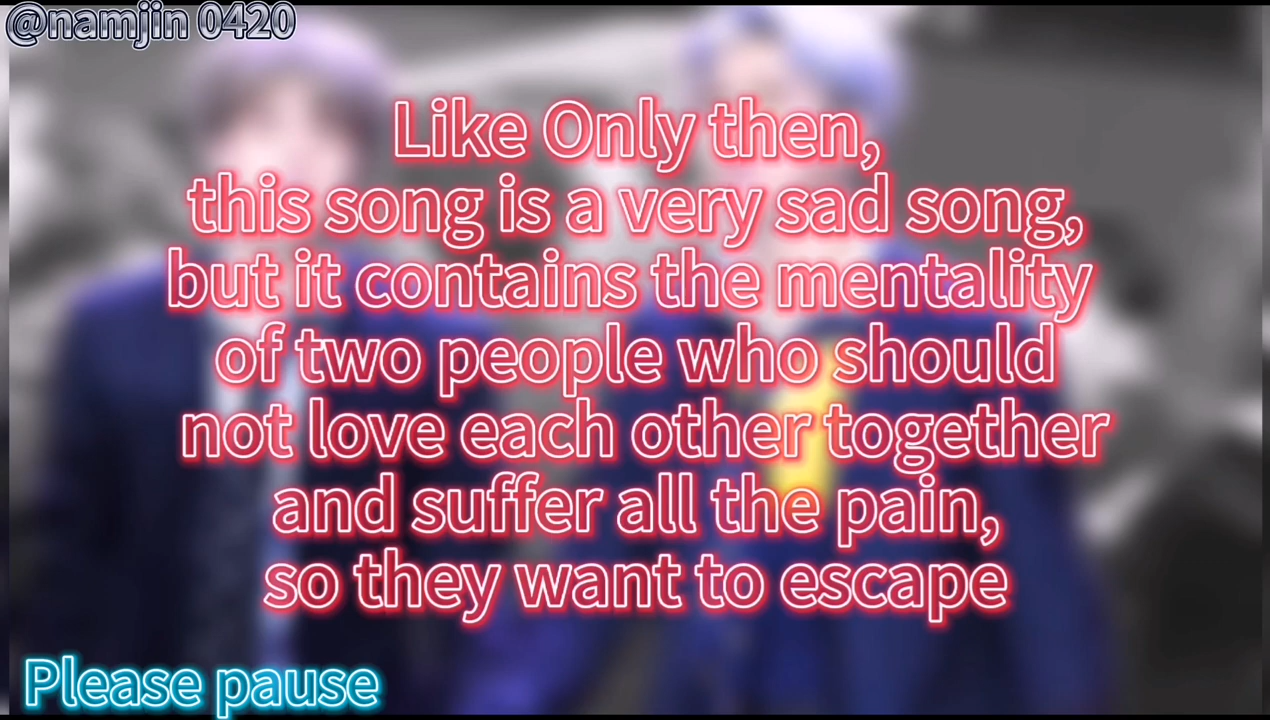 @namjin 0420
Like Only then,
this song is a very sad song,
but it contains the mentality
of two people who should
not love each other together
and suffer all the pain,
so they want to escape
Please pause